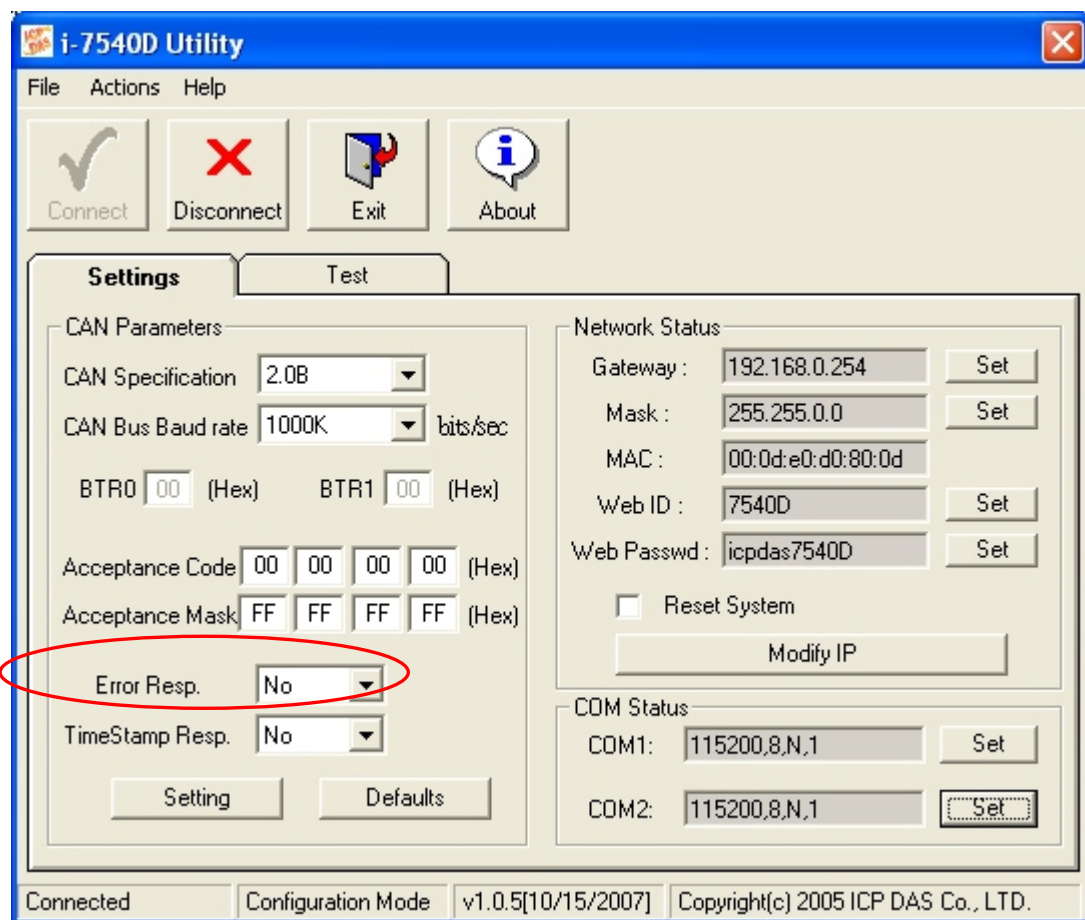 i-7540D Utility
File Actions Help
Connect Disconnect Exit About
Settings Test
CAN Parameters
CAN Specification 2.0B
CAN Bus Baud rate 1000K bits/sec
BTR0 00 (Hex) BTR1 00 (Hex)
Acceptance Code 00 00 00 00 (Hex)
Acceptance Mask FF FF FF FF (Hex)
Error Resp. No
TimeStamp Resp. No
Setting Defaults
Network Status
Gateway : 192.168.0.254 Set
Mask : 255.255.0.0 Set
MAC : 00:0d:e0:d0:80:0d
Web ID : 7540D Set
Web Passwd : icpdas7540D Set
Reset System
Modify IP
COM Status
COM1: 115200,8,N,1 Set
COM2: 115200,8,N,1 Set
Connected Configuration Mode v1.0.5[10/15/2007] Copyright(c) 2005 ICP DAS Co., LTD.